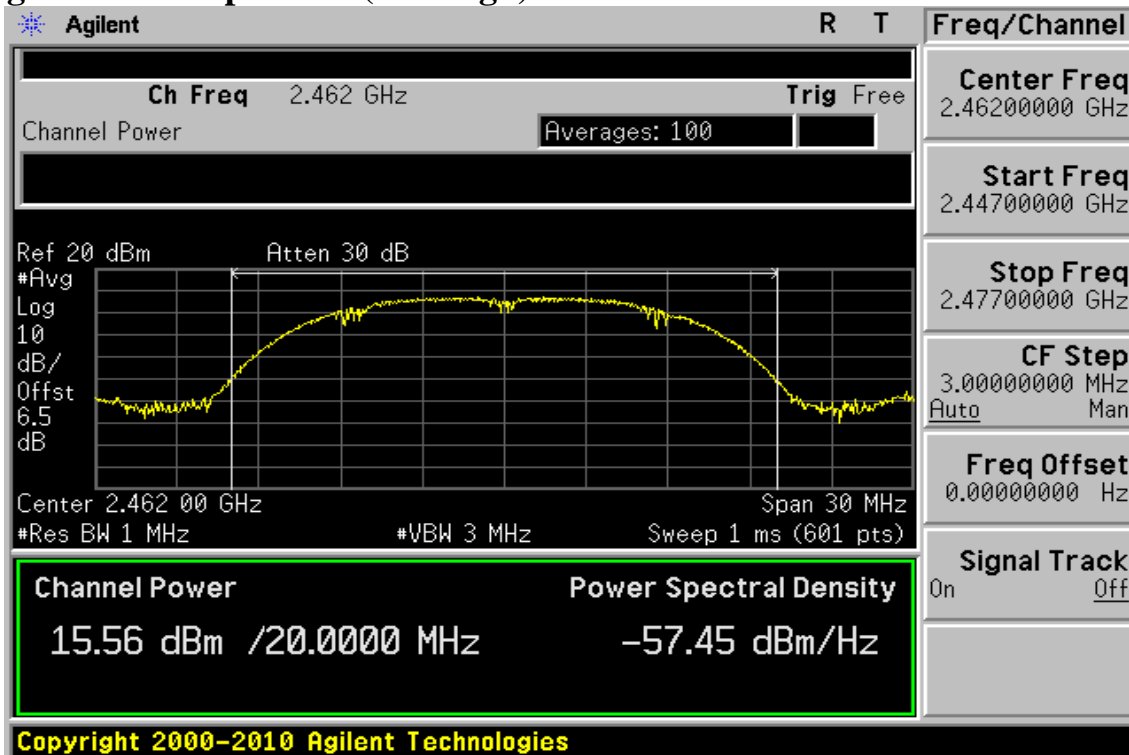 Agilent R T
Freq/Channel
Ch Freq 2.462 GHz Trig Free
Channel Power Averages: 100
Center Freq
2.46200000 GHz
Start Freq
2.44700000 GHz
Stop Freq
2.47700000 GHz
CF Step
3.00000000 MHz
Auto Man
Freq Offset
0.00000000 Hz
Signal Track
On Off
Ref 20 dBm Atten 30 dB
#Avg
Log
10
dB/
Offst
6.5
dB
Center 2.462 00 GHz Span 30 MHz
#Res BW 1 MHz #VBW 3 MHz Sweep 1 ms (601 pts)
Channel Power Power Spectral Density
15.56 dBm /20.0000 MHz -57.45 dBm/Hz
Copyright 2000-2010 Agilent Technologies